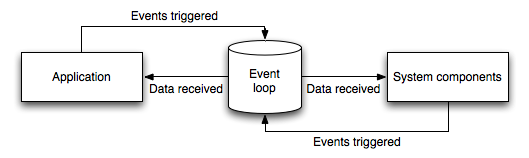 Events triggered
Application
Data received
Event
loop
Data received
System components
Events triggered